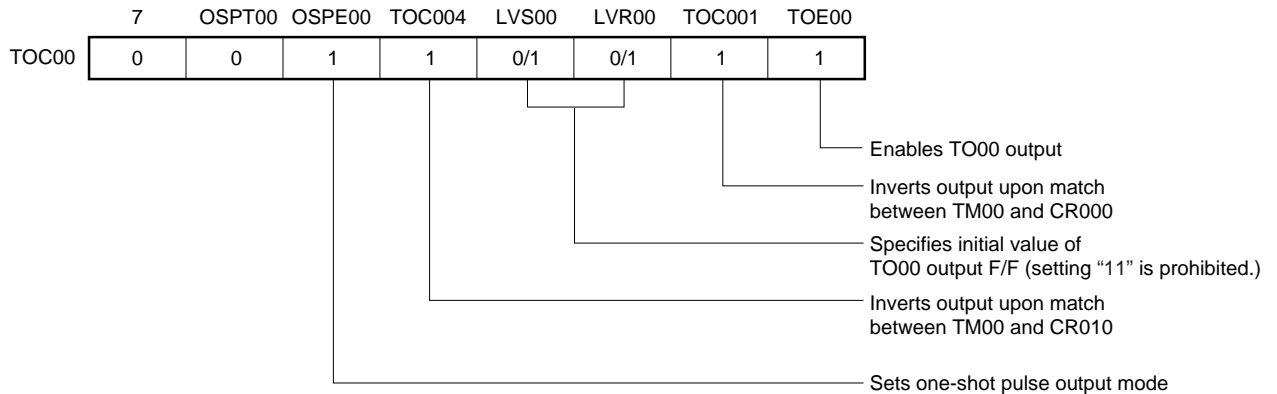 7 OSPT00 OSPE00 TOC004 LVS00 LVR00 TOC001 TOE00
TOC00 0 0 1 1 0/1 0/1 1 1
Enables TO00 output
Inverts output upon match
between TM00 and CR000
Specifies initial value of
TO00 output F/F (setting “11” is prohibited.)
Inverts output upon match
between TM00 and CR010
Sets one-shot pulse output mode